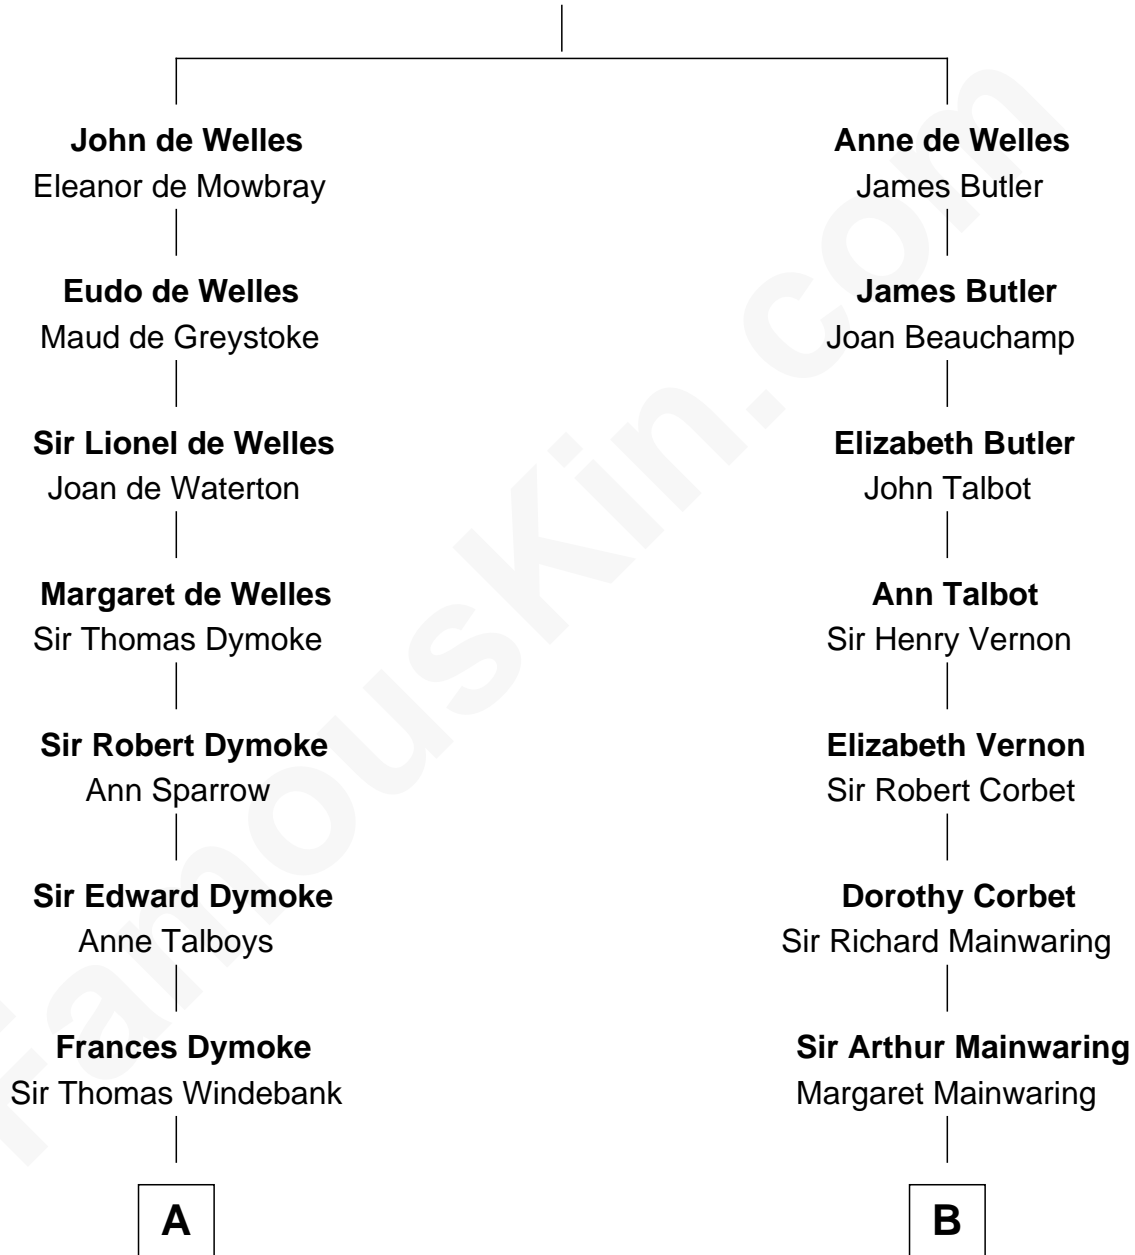 John de Welles
Eleanor de Mowbray
Anne de Welles
James Butler
Eudo de Welles
Maud de Greystoke
James Butler
Joan Beauchamp
Sir Lionel de Welles
Joan de Waterton
Elizabeth Butler
John Talbot
Margaret de Welles
Sir Thomas Dymoke
Ann Talbot
Sir Henry Vernon
Sir Robert Dymoke
Ann Sparrow
Elizabeth Vernon
Sir Robert Corbet
Sir Edward Dymoke
Anne Talboys
Dorothy Corbet
Sir Richard Mainwaring
Frances Dymoke
Sir Thomas Windebank
Sir Arthur Mainwaring
Margaret Mainwaring
A
B
FamousKin.com